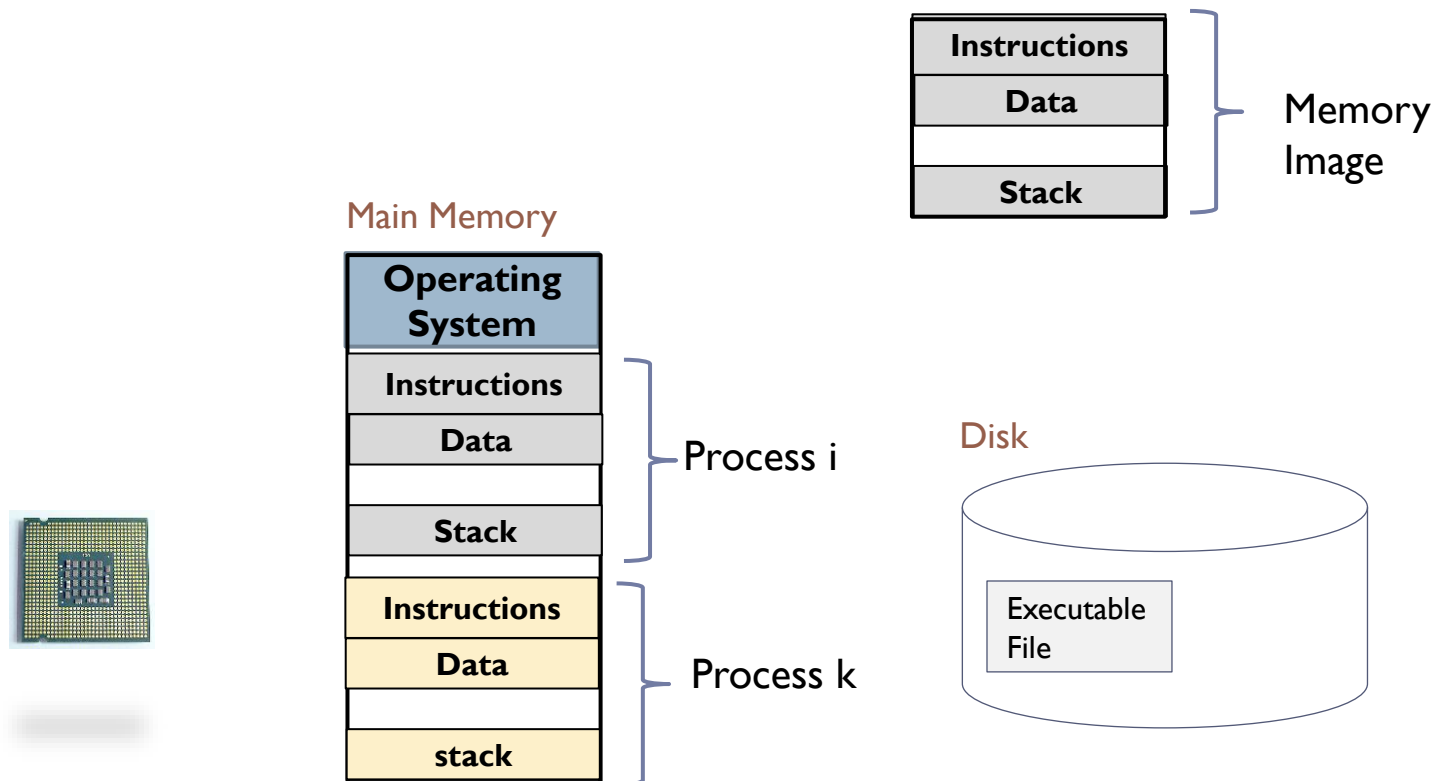 Instructions
Data
Stack
Memory
Image
Main Memory
Operating
System
Instructions
Data
Stack
Process i
Instructions
Data
stack
Process k
Disk
Executable
File